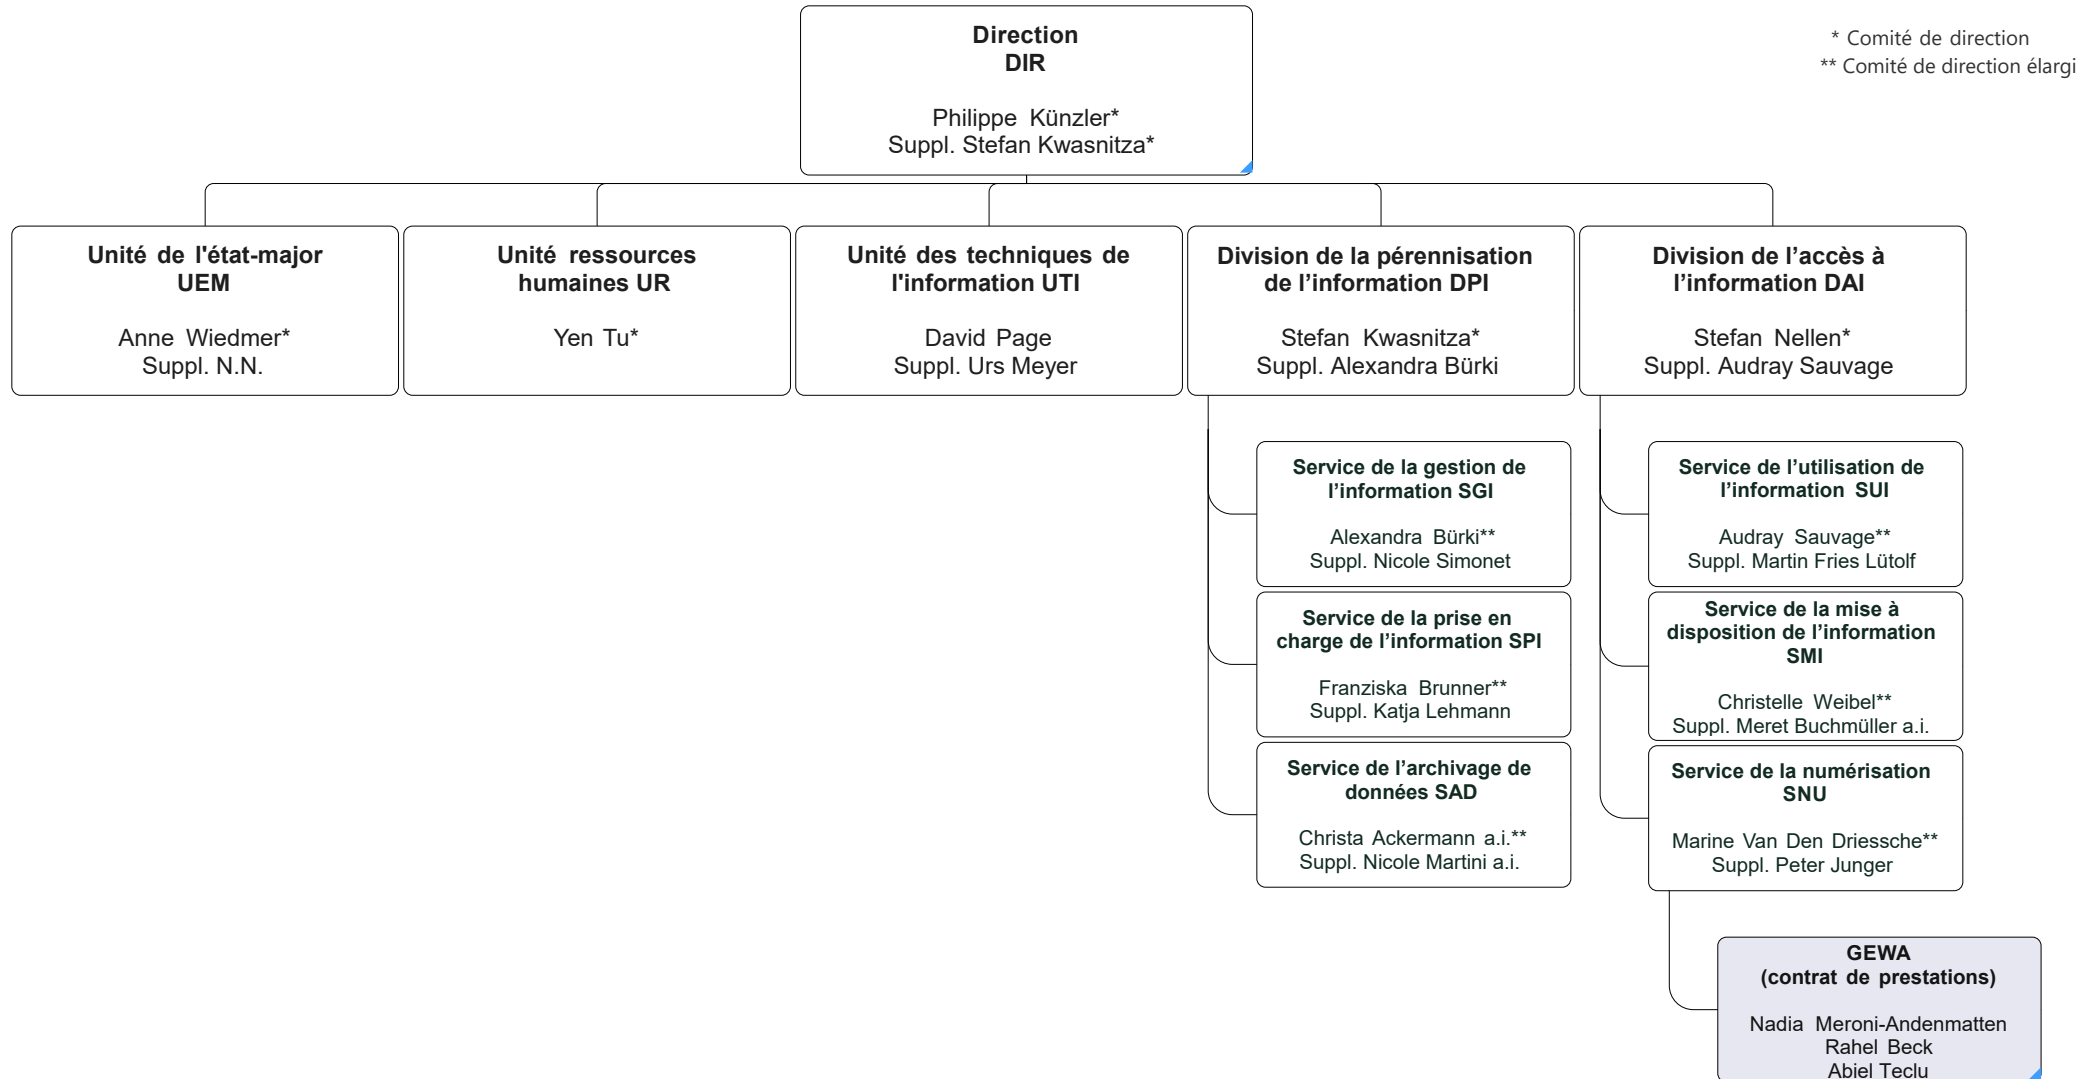 Direction
DIR
Philippe Künzler*
Suppl. Stefan Kwasnitza*
* Comité de direction
** Comité de direction élargi
Unité de l'état-major
UEM
Anne Wiedmer*
Suppl. N.N.
Unité ressources
humaines UR
Yen Tu*
Unité des techniques de
l'information UTI
David Page
Suppl. Urs Meyer
Division de la pérennisation
de l’information DPI
Stefan Kwasnitza*
Suppl. Alexandra Bürki
Division de l’accès à
l’information DAI
Stefan Nellen*
Suppl. Audray Sauvage
Service de la gestion de
l’information SGI
Alexandra Bürki**
Suppl. Nicole Simonet
Service de la prise en
charge de l’information SPI
Franziska Brunner**
Suppl. Katja Lehmann
Service de l’archivage de
données SAD
Christa Ackermann a.i.**
Suppl. Nicole Martini a.i.
Service de l’utilisation de
l’information SUI
Audray Sauvage**
Suppl. Martin Fries Lütolf
Service de la mise à
disposition de l’information
SMI
Christelle Weibel**
Suppl. Meret Buchmüller a.i.
Service de la numérisation
SNU
Marine Van Den Driessche**
Suppl. Peter Junger
GEWA
(contrat de prestations)
Nadia Meroni-Andenmatten
Rahel Beck
Abiel Teclu